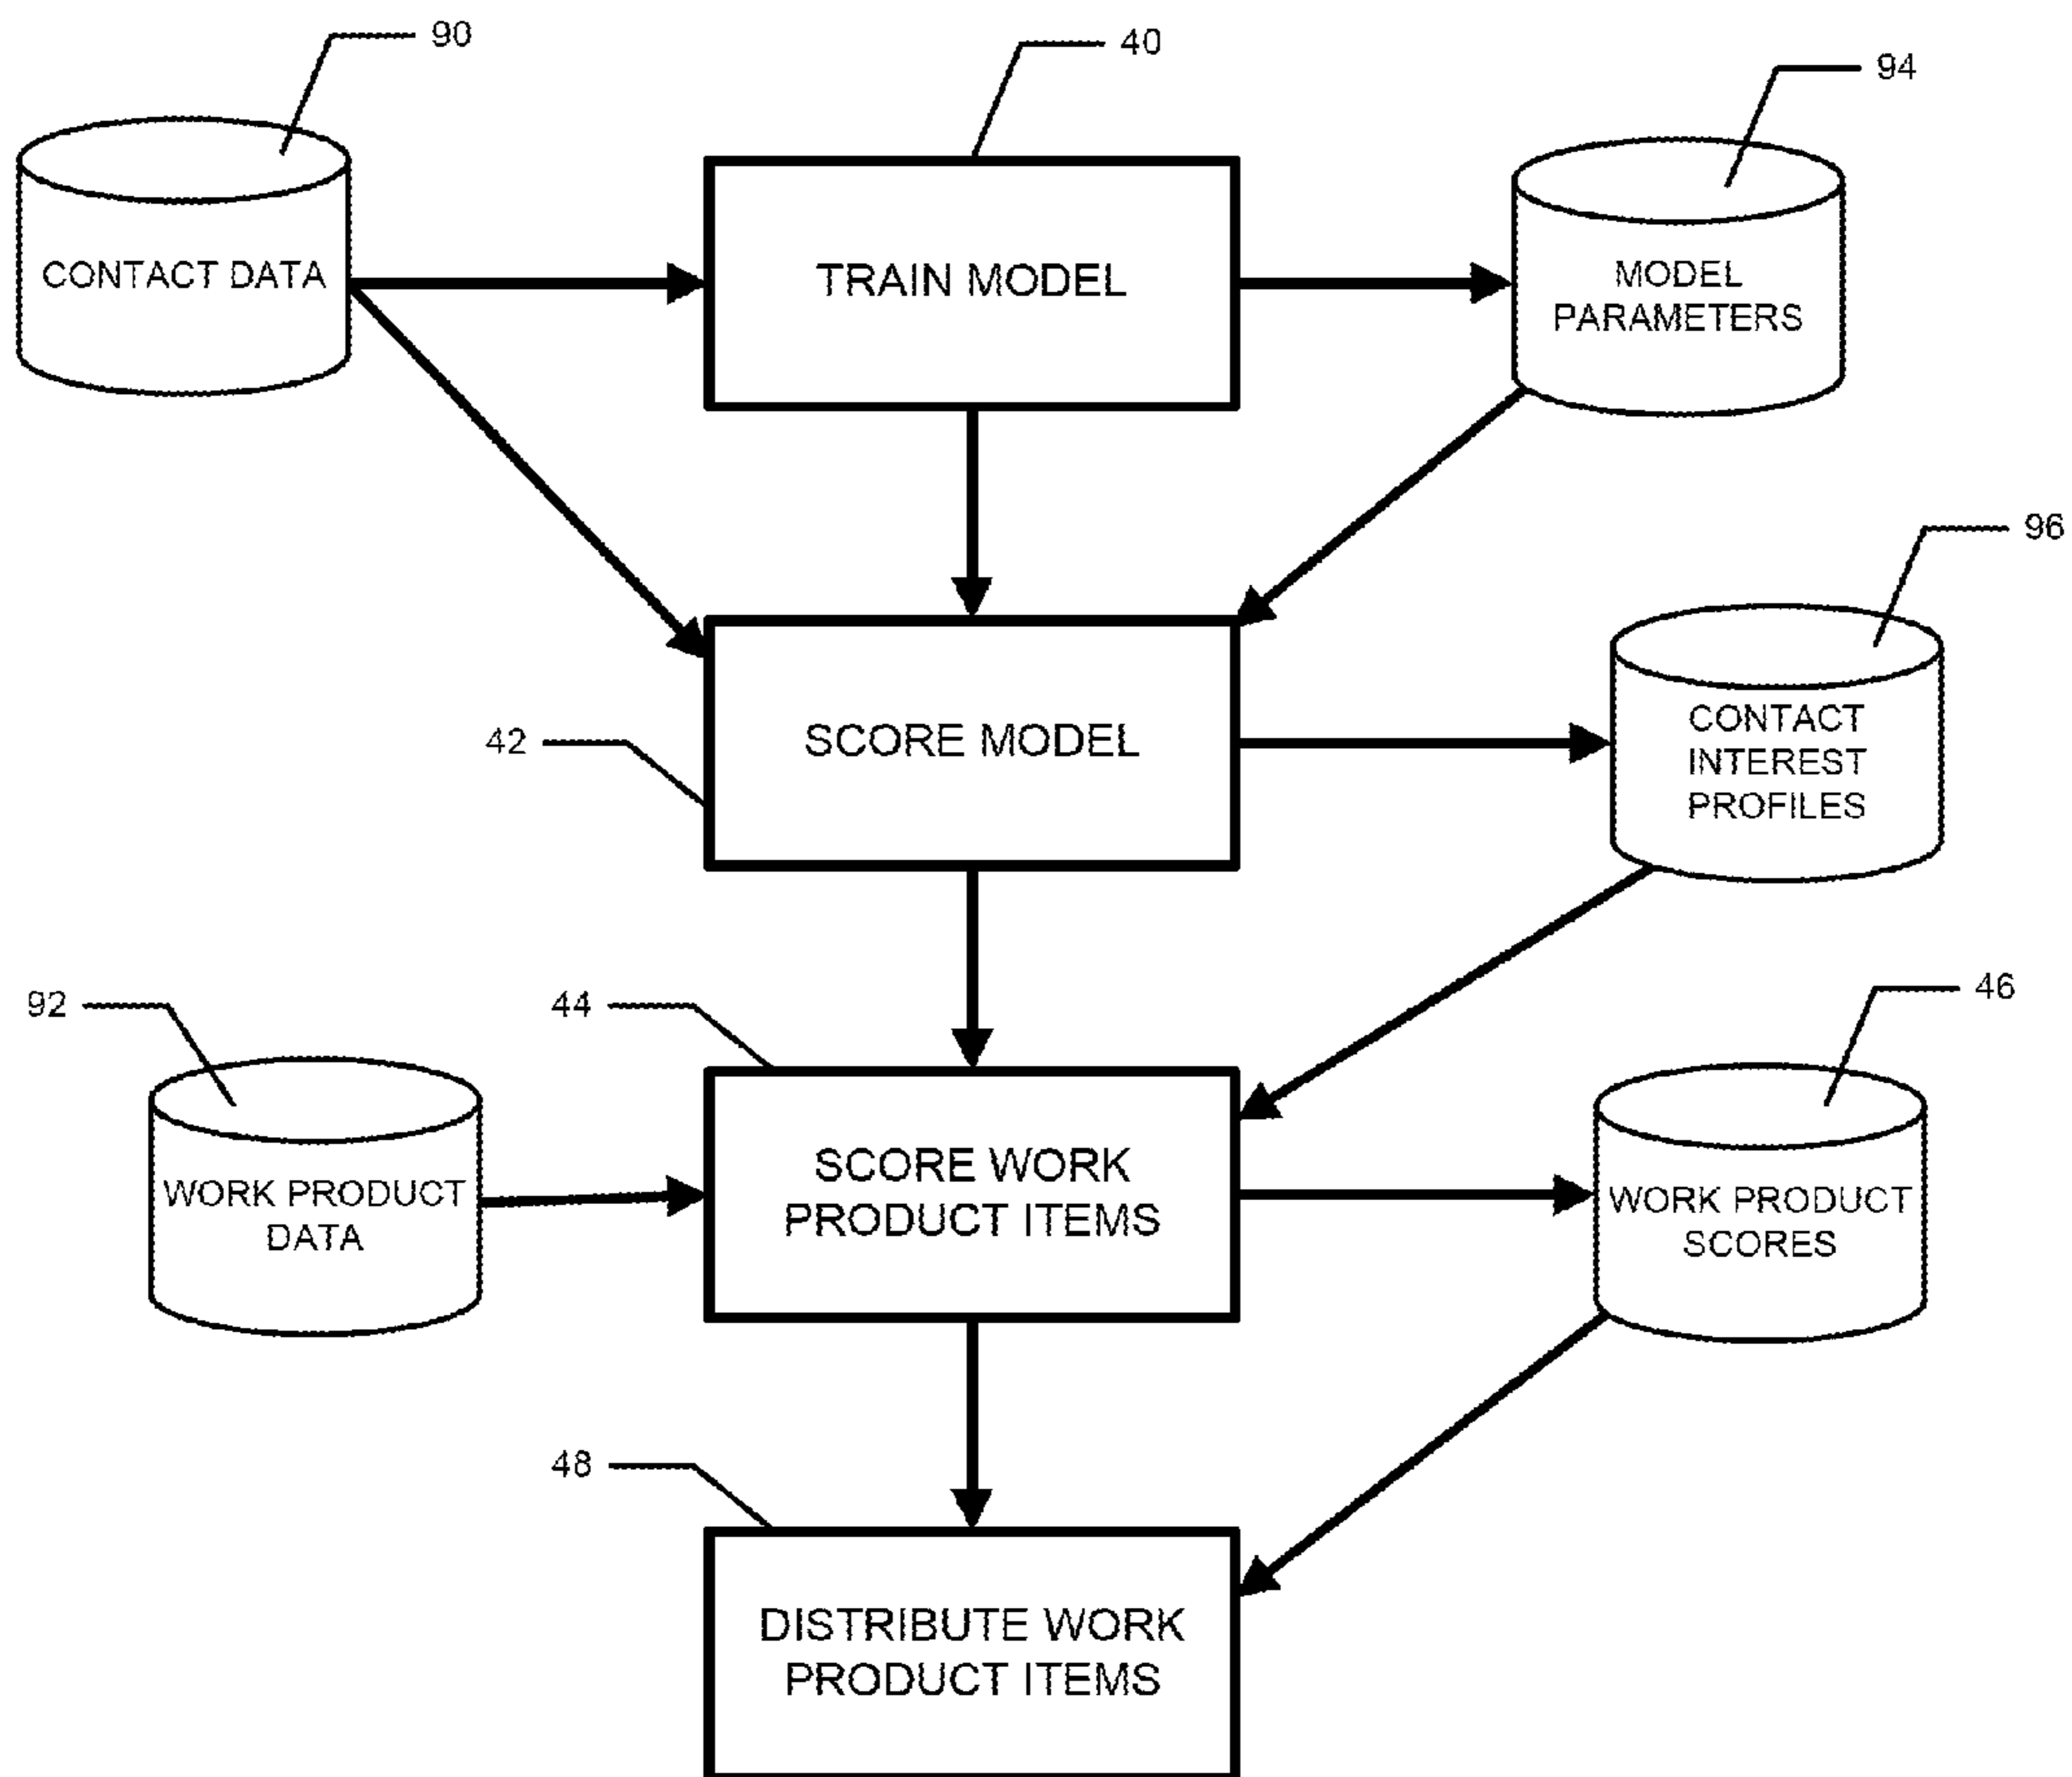 90
40
94
CONTACT DATA
TRAIN MODEL
MODEL
PARAMETERS
96
42
SCORE MODEL
CONTACT
INTEREST
PROFILES
92
44
46
WORK PRODUCT
DATA
SCORE WORK
PRODUCT ITEMS
WORK PRODUCT
SCORES
48
DISTRIBUTE WORK
PRODUCT ITEMS